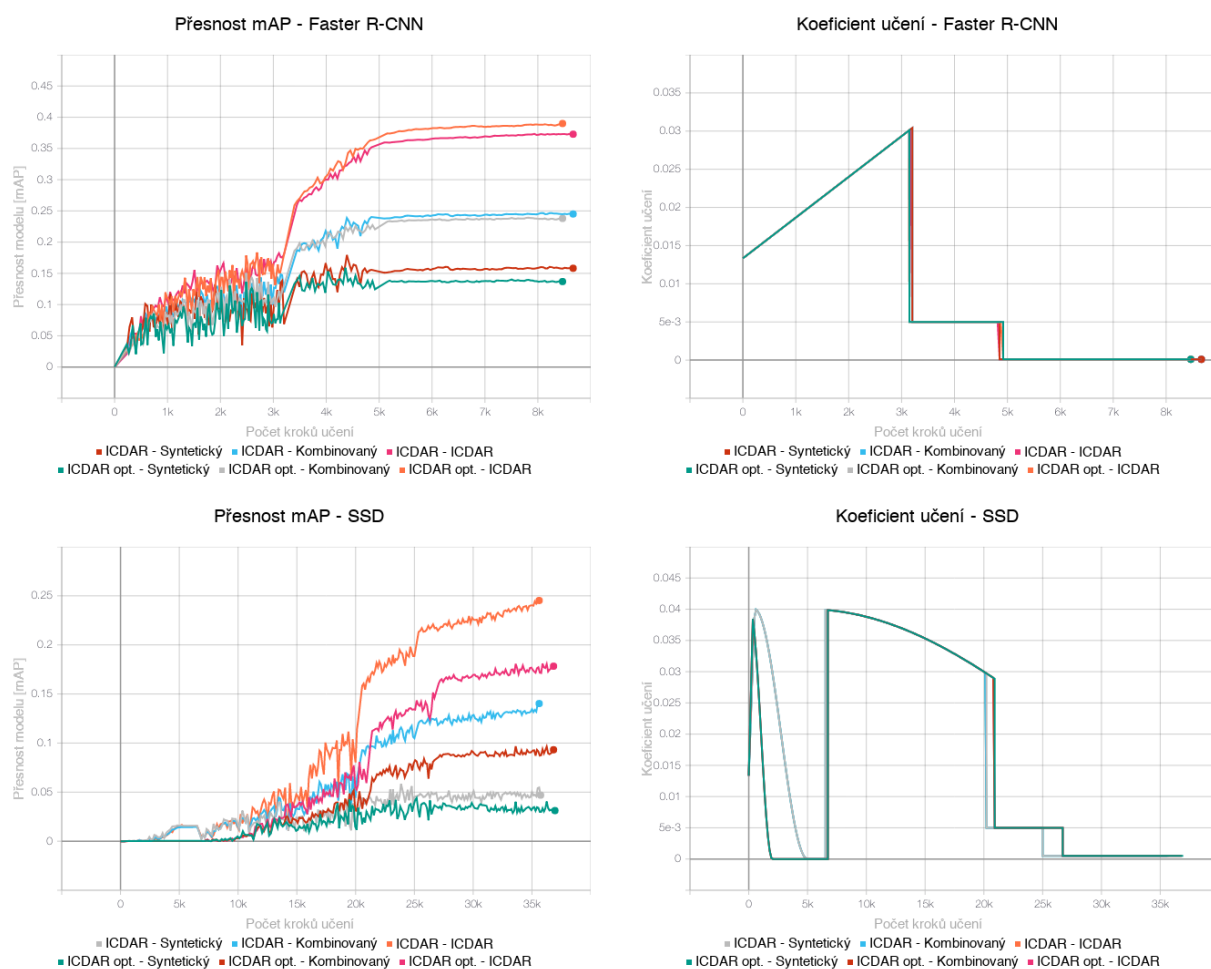 Přesnost mAP - Faster R-CNN
0.45
0.4
0.35
0.3
0.25
0.2
0.15
0.1
0.05
0
Přesnost modelu [mAP]
0 1k 2k 3k 4k 5k 6k 7k 8k
Počet kroků učení
ICDAR - Syntetický ICDAR - Kombinovaný ICDAR - ICDAR
ICDAR opt. - Syntetický ICDAR opt. - Kombinovaný ICDAR opt. - ICDAR
Koeficient učení - Faster R-CNN
0.035
0.03
0.025
0.02
0.015
0.01
5e-3
0
Koeficient učení
0 1k 2k 3k 4k 5k 6k 7k 8k
Počet kroků učení
ICDAR - Syntetický ICDAR - Kombinovaný ICDAR - ICDAR
ICDAR opt. - Syntetický ICDAR opt. - Kombinovaný ICDAR opt. - ICDAR
Přesnost mAP - SSD
0.25
0.2
0.15
0.1
0.05
0
Přesnost modelu [mAP]
0 5k 10k 15k 20k 25k 30k 35k
Počet kroků učení
ICDAR - Syntetický ICDAR - Kombinovaný ICDAR - ICDAR
ICDAR opt. - Syntetický ICDAR opt. - Kombinovaný ICDAR opt. - ICDAR
Koeficient učení - SSD
0.045
0.04
0.035
0.03
0.025
0.02
0.015
0.01
5e-3
0
Koeficient učení
0 5k 10k 15k 20k 25k 30k 35k
Počet kroků učení
ICDAR - Syntetický ICDAR - Kombinovaný ICDAR - ICDAR
ICDAR opt. - Syntetický ICDAR opt. - Kombinovaný ICDAR opt. - ICDAR